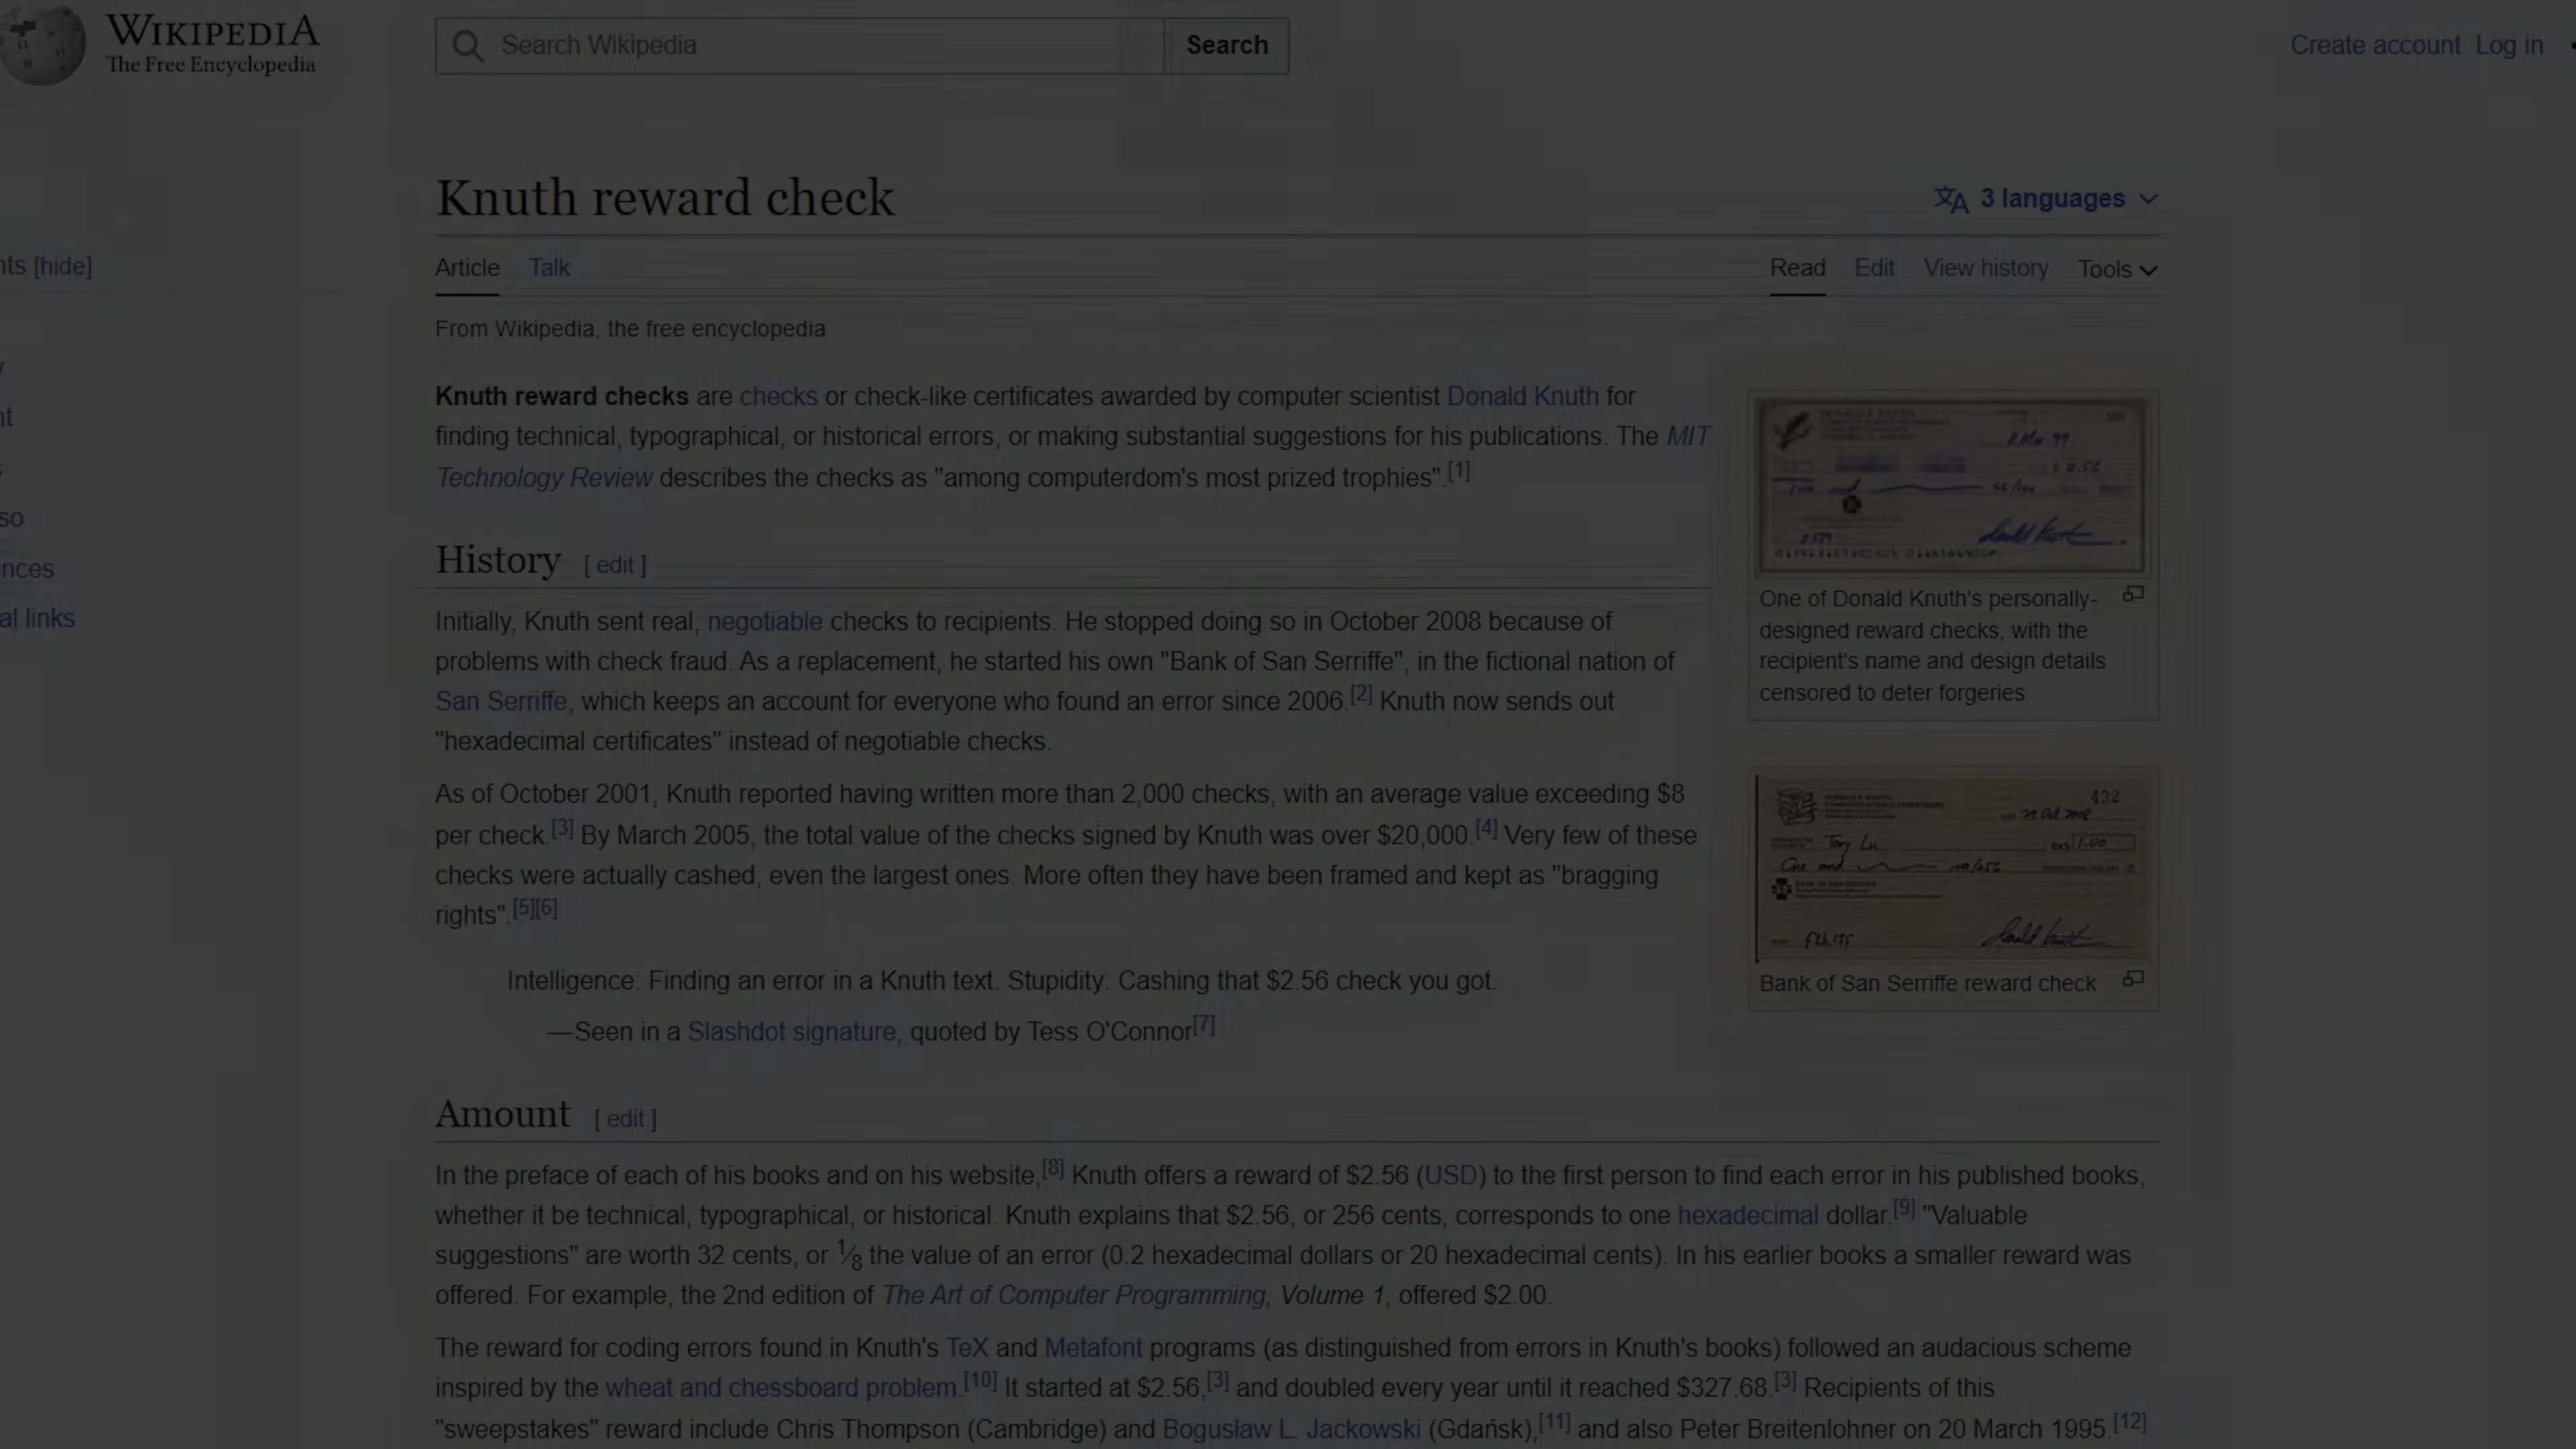 WIKIPEDIA
The Free Encyclopedia
Search Wikipedia
Search
Create account Log in
Knuth reward check
3 languages
nts [hide]
Article Talk
Read Edit View history Tools
From Wikipedia, the free encyclopedia
Knuth reward checks are checks or check-like certificates awarded by computer scientist Donald Knuth for
finding technical, typographical, or historical errors, or making substantial suggestions for his publications. The MIT
Technology Review describes the checks as "among computerdom's most prized trophies".[1]
nt
so
nces
al links
History [ edit ]
Initially, Knuth sent real, negotiable checks to recipients. He stopped doing so in October 2008 because of
problems with check fraud. As a replacement, he started his own "Bank of San Serriffe", in the fictional nation of
San Serriffe, which keeps an account for everyone who found an error since 2006.[2] Knuth now sends out
"hexadecimal certificates" instead of negotiable checks.
As of October 2001, Knuth reported having written more than 2,000 checks, with an average value exceeding $8
per check.[3] By March 2005, the total value of the checks signed by Knuth was over $20,000.[4] Very few of these
checks were actually cashed, even the largest ones. More often they have been framed and kept as "bragging
rights".[5][6]
Intelligence: Finding an error in a Knuth text. Stupidity: Cashing that $2.56 check you got.
—Seen in a Slashdot signature, quoted by Tess O'Connor[7]
One of Donald Knuth's personally-
designed reward checks, with the
recipient's name and design details
censored to deter forgeries
432
29 Oct 2008
Tony Lu
0x$ 1.00
One and
Bank of San Serriffe reward check
Amount [ edit ]
In the preface of each of his books and on his website,[8] Knuth offers a reward of $2.56 (USD) to the first person to find each error in his published books,
whether it be technical, typographical, or historical. Knuth explains that $2.56, or 256 cents, corresponds to one hexadecimal dollar.[9] "Valuable
suggestions" are worth 32 cents, or 1⁄8 the value of an error (0.2 hexadecimal dollars or 20 hexadecimal cents). In his earlier books a smaller reward was
offered. For example, the 2nd edition of The Art of Computer Programming, Volume 1, offered $2.00.
The reward for coding errors found in Knuth's TeX and Metafont programs (as distinguished from errors in Knuth's books) followed an audacious scheme
inspired by the wheat and chessboard problem.[10] It started at $2.56,[3] and doubled every year until it reached $327.68.[3] Recipients of this
"sweepstakes" reward include Chris Thompson (Cambridge) and Bogusław L. Jackowski (Gdańsk),[11] and also Peter Breitenlohner on 20 March 1995.[12]